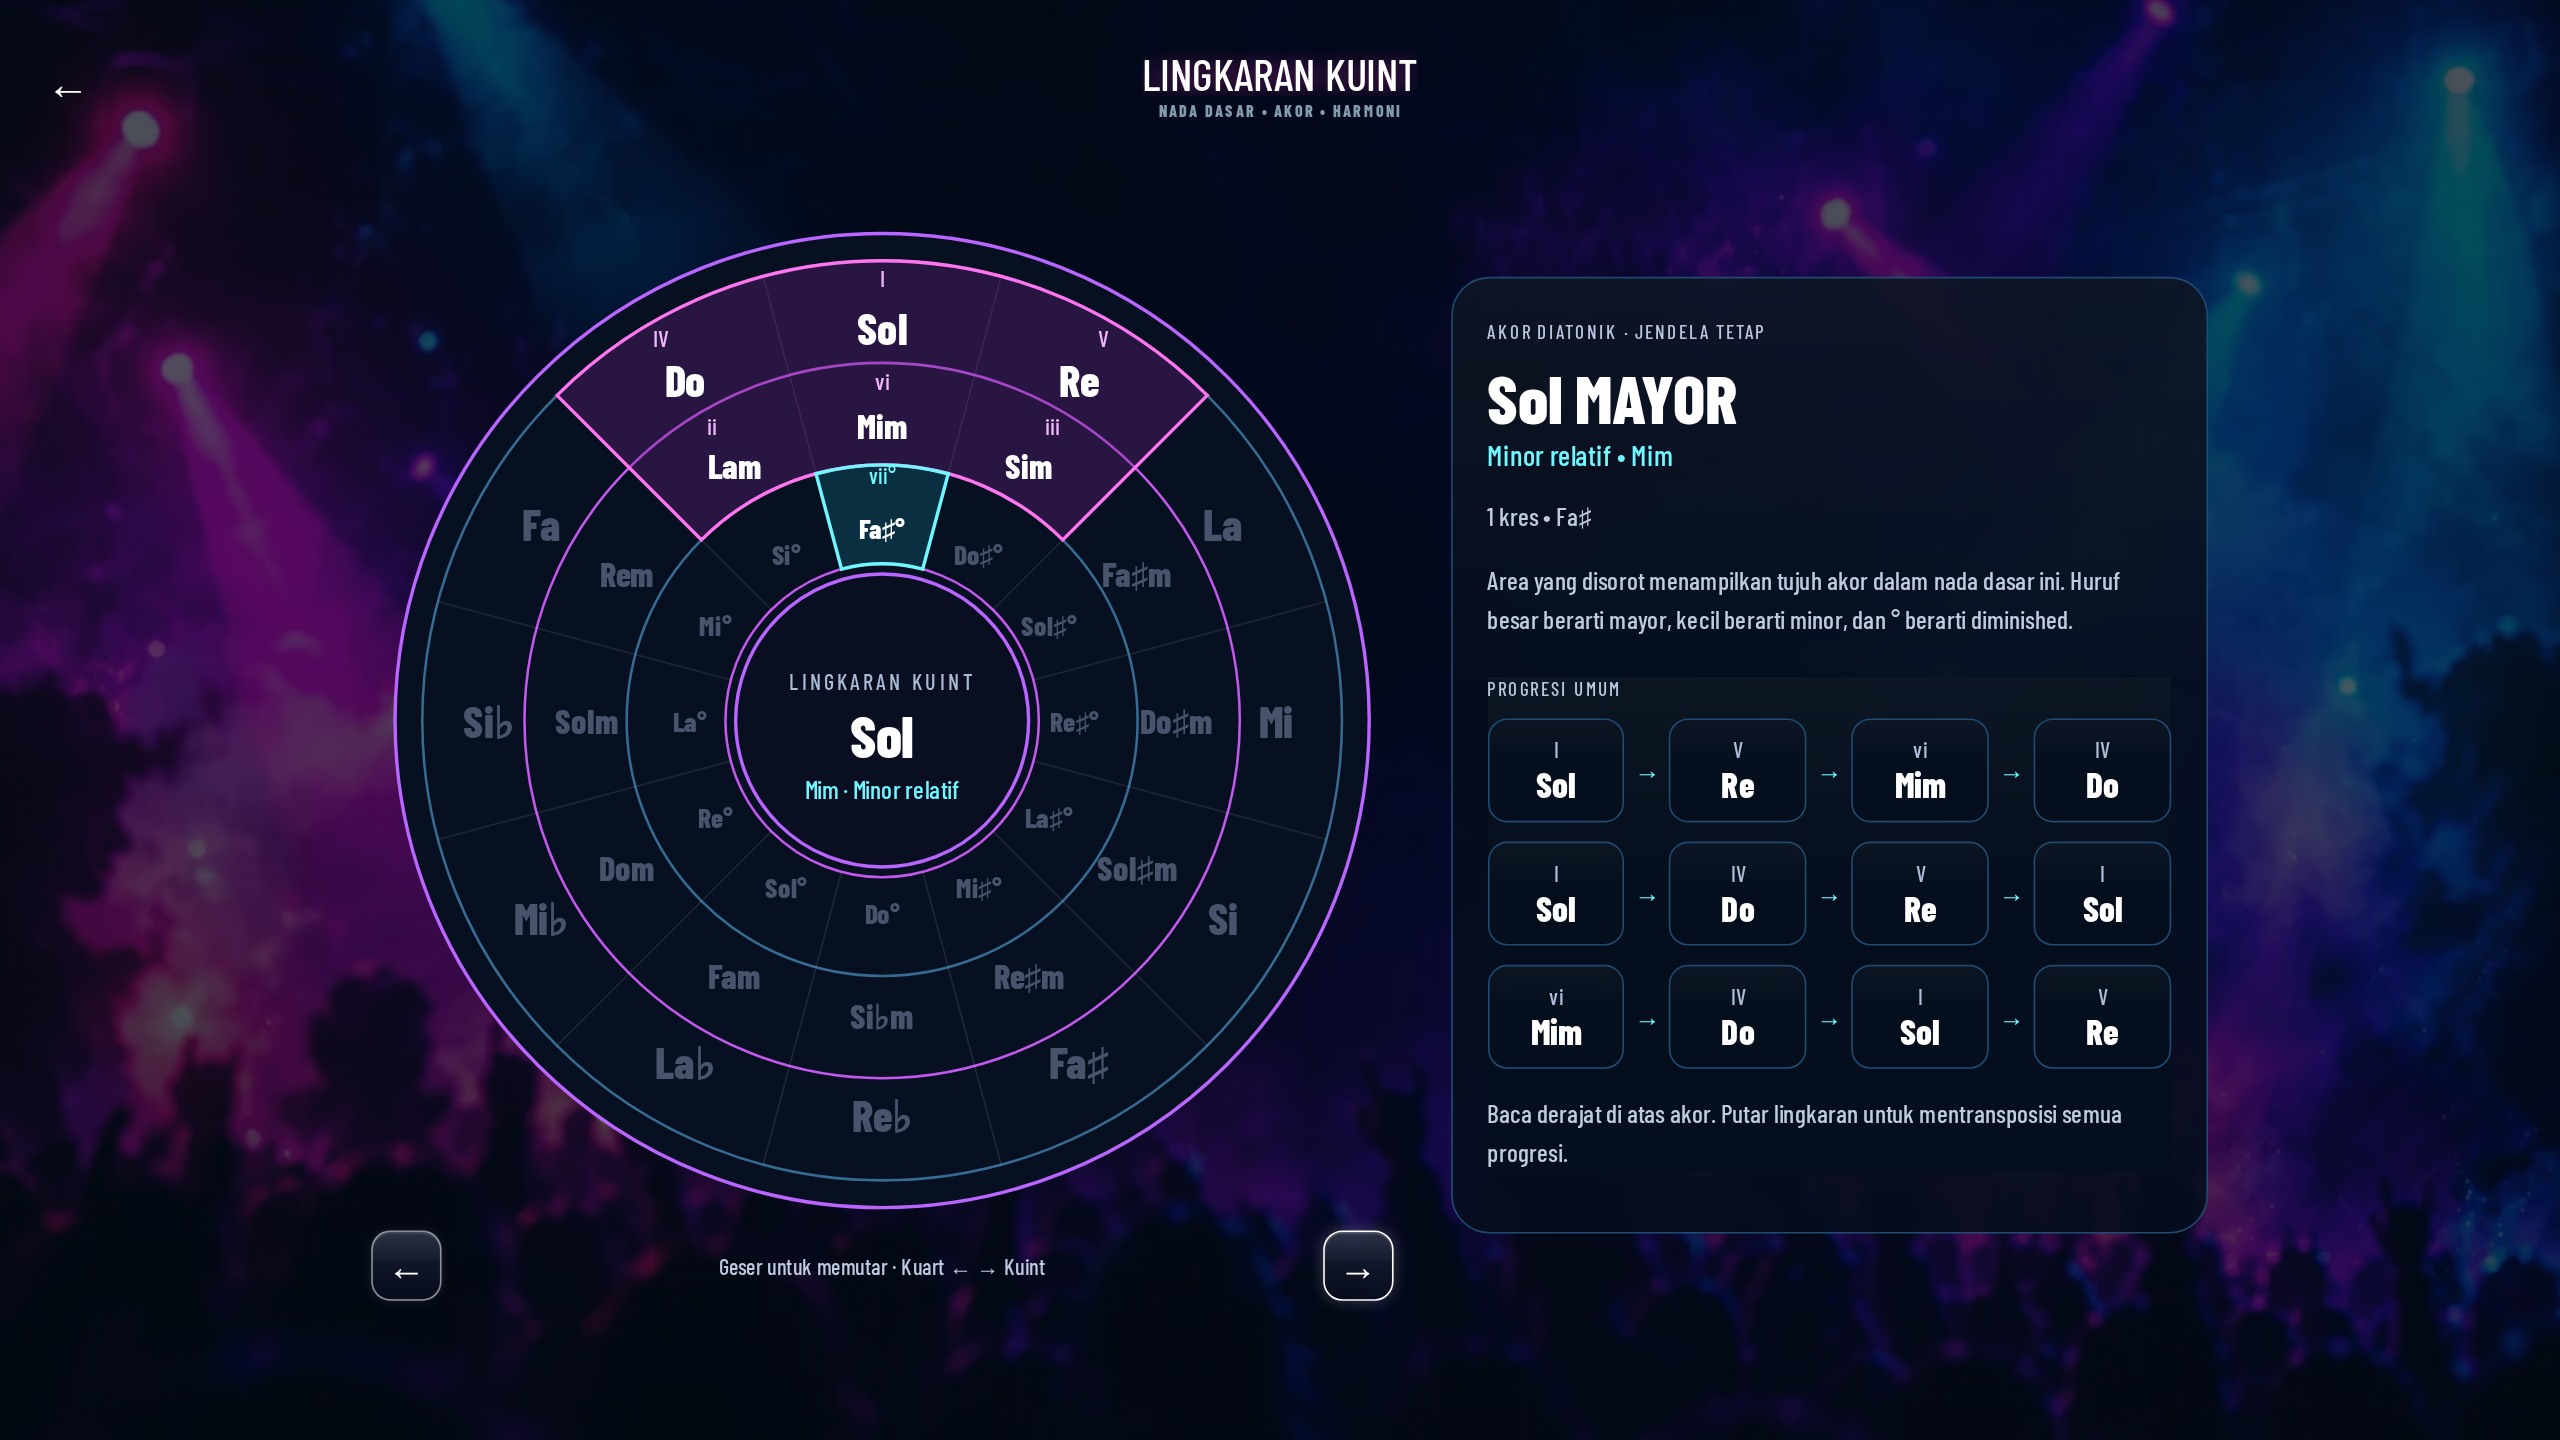 ←
LINGKARAN KUINT
NADA DASAR • AKOR • HARMONI
I
Sol
IV
Do
V
Re
vi
Mim
ii
Lam
iii
Sim
vii°
Fa♯°
Fa
Rem
Si°
Do♯°
Fa♯m
La
Mi°
Sol♯°
Si♭
Solm
La°
Re♯°
Do♯m
Mi
LINGKARAN KUINT
Sol
Mim · Minor relatif
Re°
La♯°
Mi♭
Dom
Sol°
Mi♯°
Sol♯m
Si
Do°
Fam
Re♯m
Si♭m
La♭
Fa♯
Re♭
← Geser untuk memutar · Kuart ← → Kuint →
AKOR DIATONIK · JENDELA TETAP
Sol MAYOR
Minor relatif • Mim
1 kres • Fa♯
Area yang disorot menampilkan tujuh akor dalam nada dasar ini. Huruf
besar berarti mayor, kecil berarti minor, dan ° berarti diminished.
PROGRESI UMUM
I V vi IV
Sol → Re → Mim → Do
I IV V I
Sol → Do → Re → Sol
vi IV I V
Mim → Do → Sol → Re
Baca derajat di atas akor. Putar lingkaran untuk mentransposisi semua
progresi.